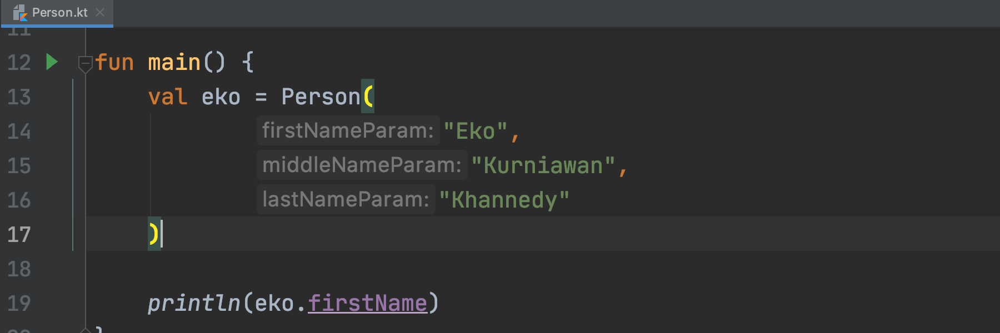 Person.kt
11
12 fun main() {
13 val eko = Person(
14 firstNameParam: "Eko",
15 middleNameParam: "Kurniawan",
16 lastNameParam: "Khannedy"
17 )
18
19 println(eko.firstName)
}